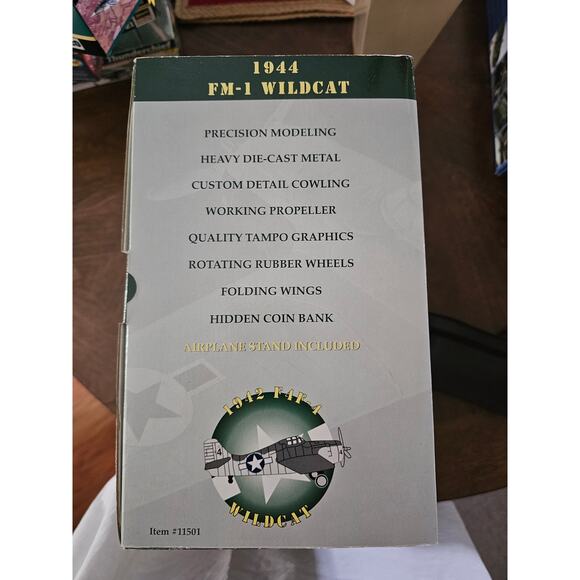 1944
FM-1 WILDCAT
PRECISION MODELING
HEAVY DIE-CAST METAL
CUSTOM DETAIL COWLING
WORKING PROPELLER
QUALITY TAMPO GRAPHICS
ROTATING RUBBER WHEELS
FOLDING WINGS
HIDDEN COIN BANK
AIRPLANE STAND INCLUDED
1942 F4F-4
4
WILDCAT
Item #11501